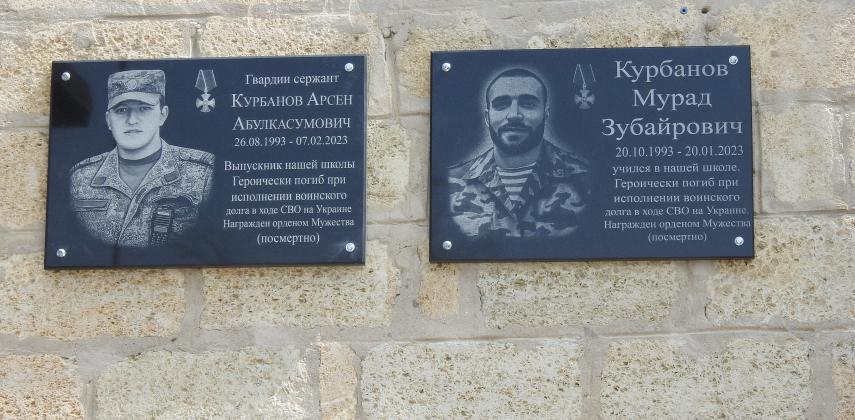 Гвардии сержант
Курбанов Арсен
Абулкасумович
26.08.1993 - 07.02.2023
Выпускник нашей школы
Героически погиб при
исполнении воинского
долга в ходе СВО на Украине
Награжден орденом Мужества
(посмертно)
Курбанов
Мурад
Зубайрович
20.10.1993 - 20.01.2023
учился в нашей школе.
Героически погиб при
исполнении воинского
долга в ходе СВО на Украине.
Награжден орденом Мужества
(посмертно)